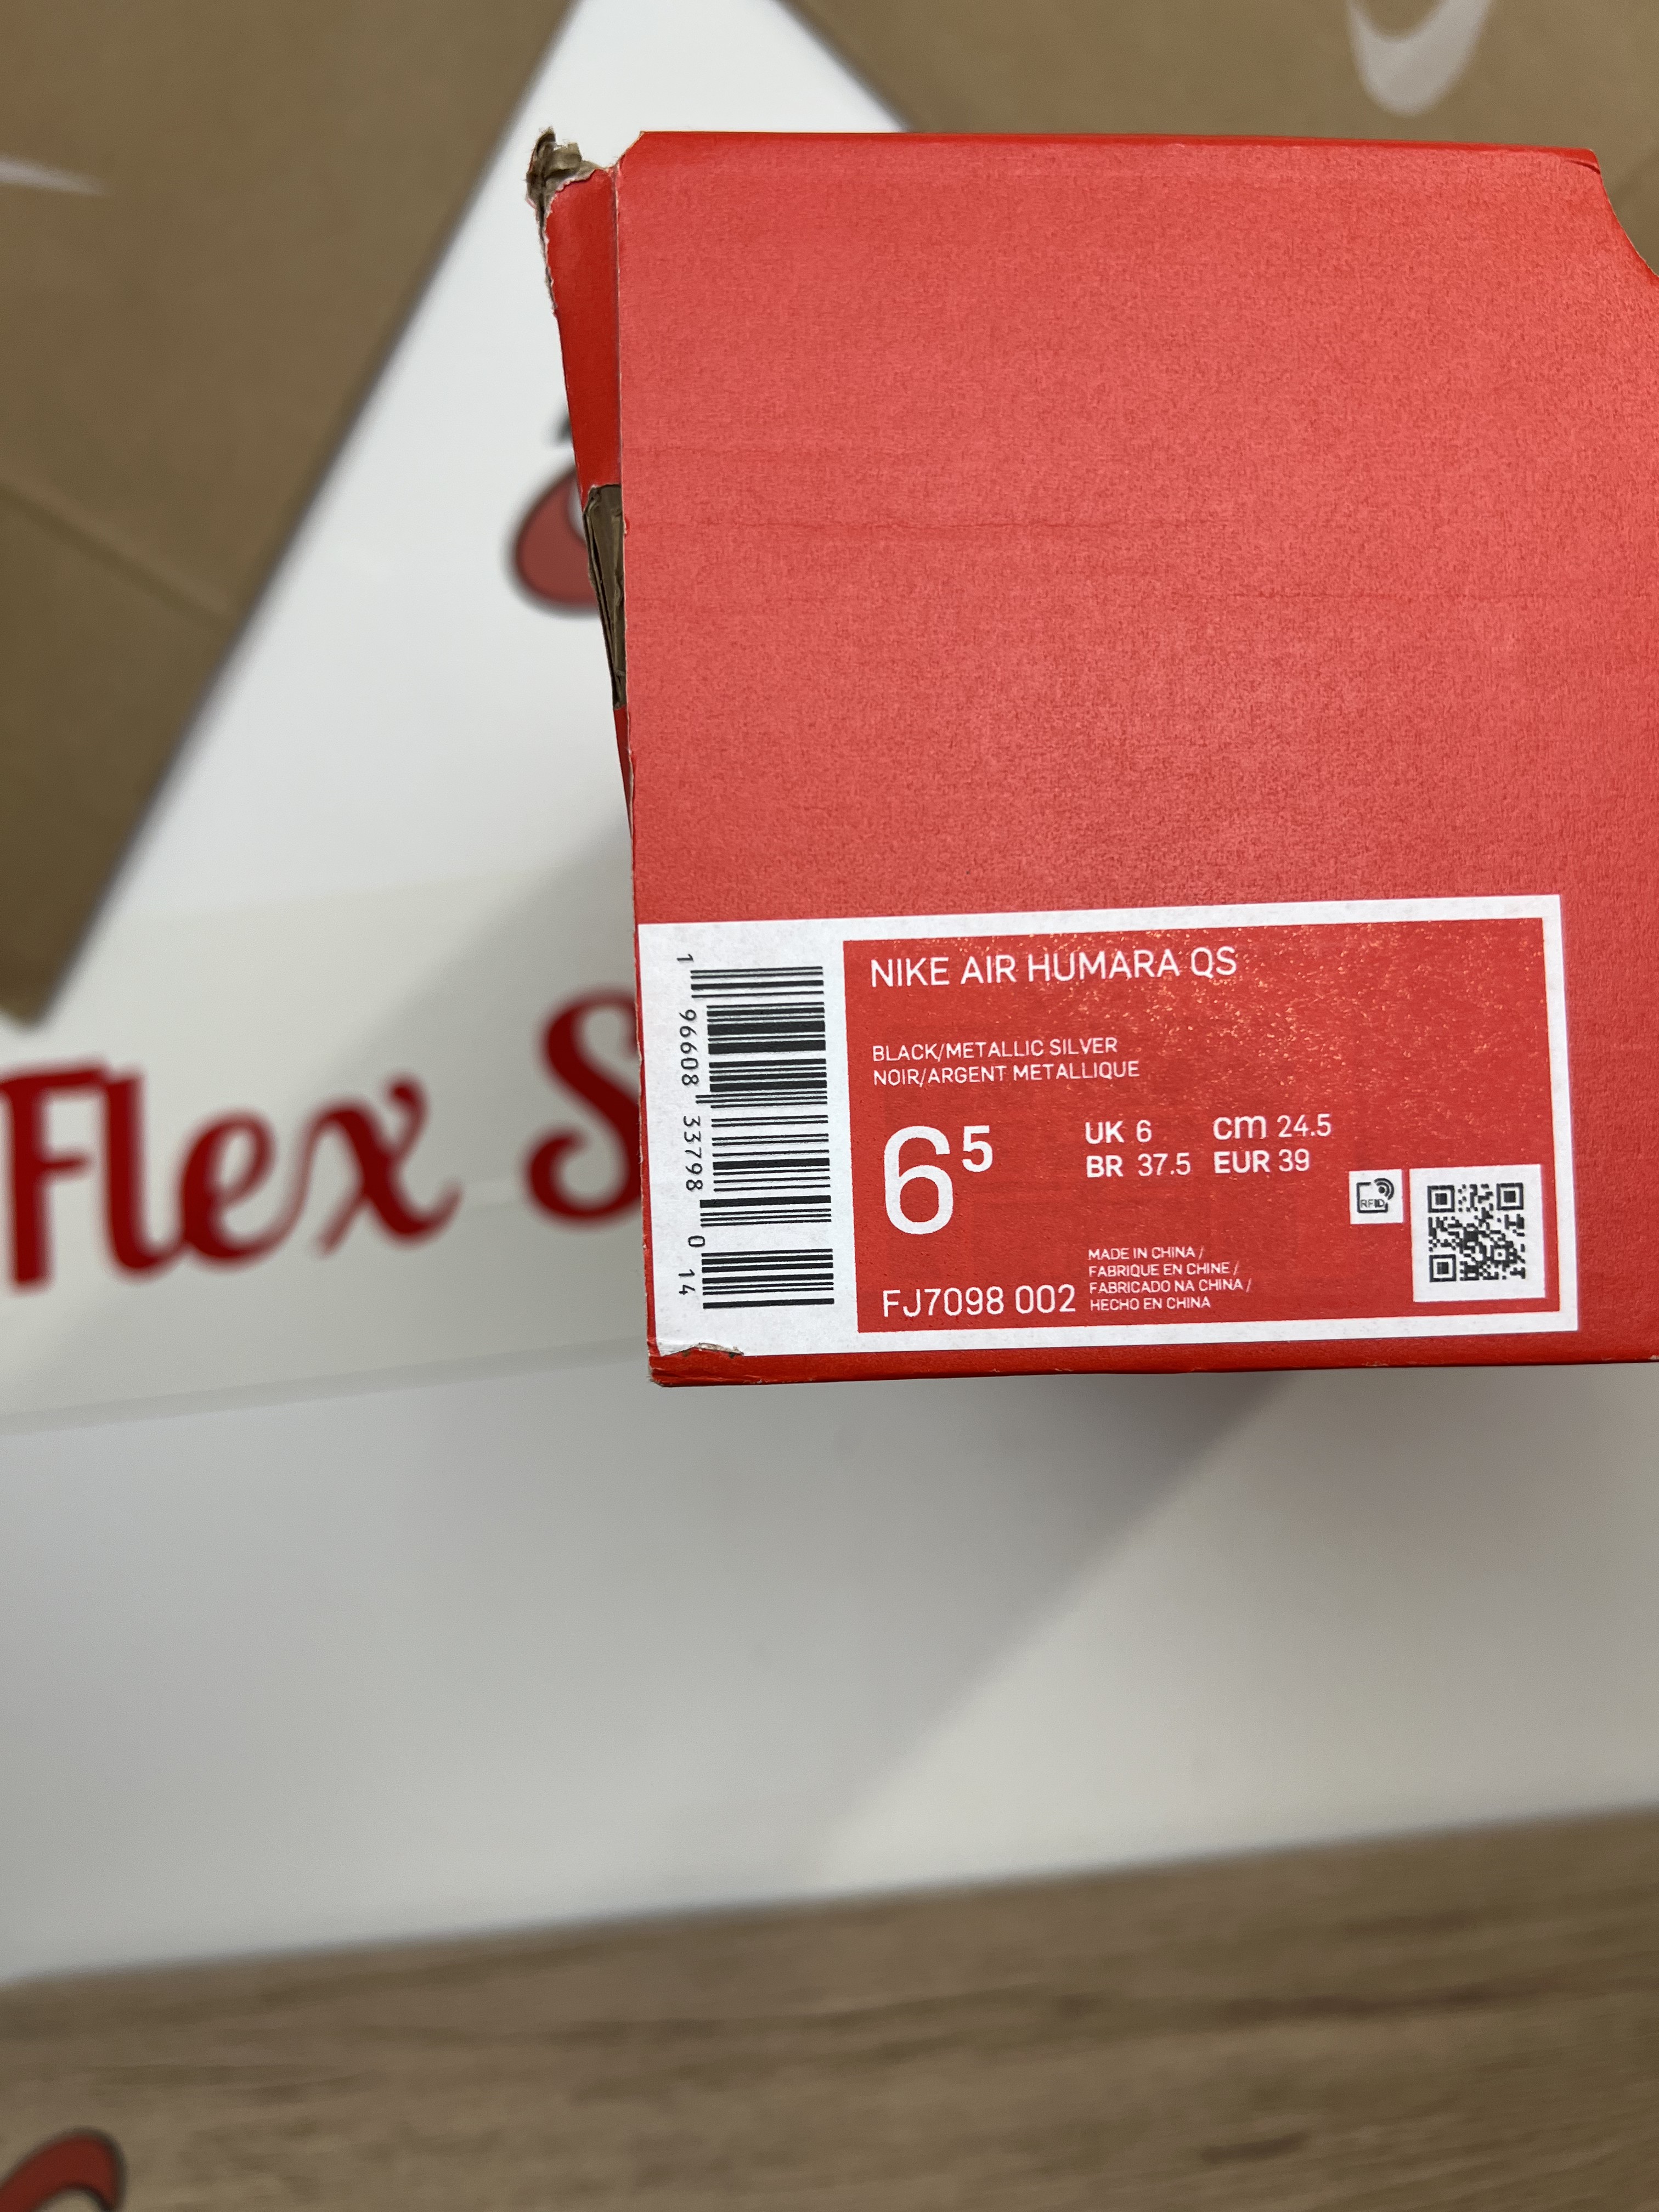 Flex S
NIKE AIR HUMARA QS
BLACK/METALLIC SILVER
NOIR/ARGENT METALLIQUE
6⁵
UK 6 cm 24.5
BR 37.5 EUR 39
RFID
MADE IN CHINA /
FABRIQUE EN CHINE /
FABRICADO NA CHINA /
HECHO EN CHINA
FJ7098 002
1 96608 33798 0 14